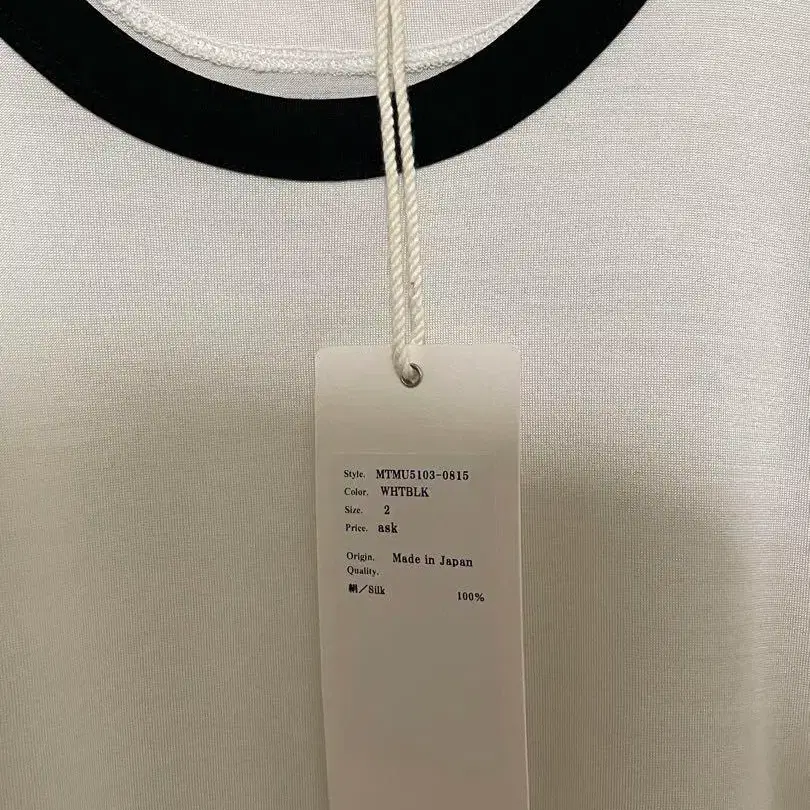 Style. MTMU5103-0815
Color. WHTBLK
Size. 2
Price. ask
Origin. Made in Japan
Quality.
絹/Silk 100%